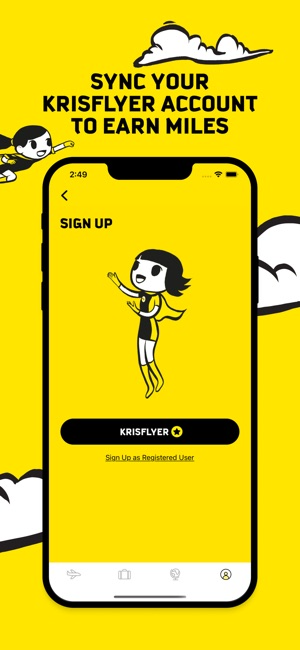 SYNC YOUR
KRISFLYER ACCOUNT
TO EARN MILES
2:49
SIGN UP
KRISFLYER
Sign Up as Registered User